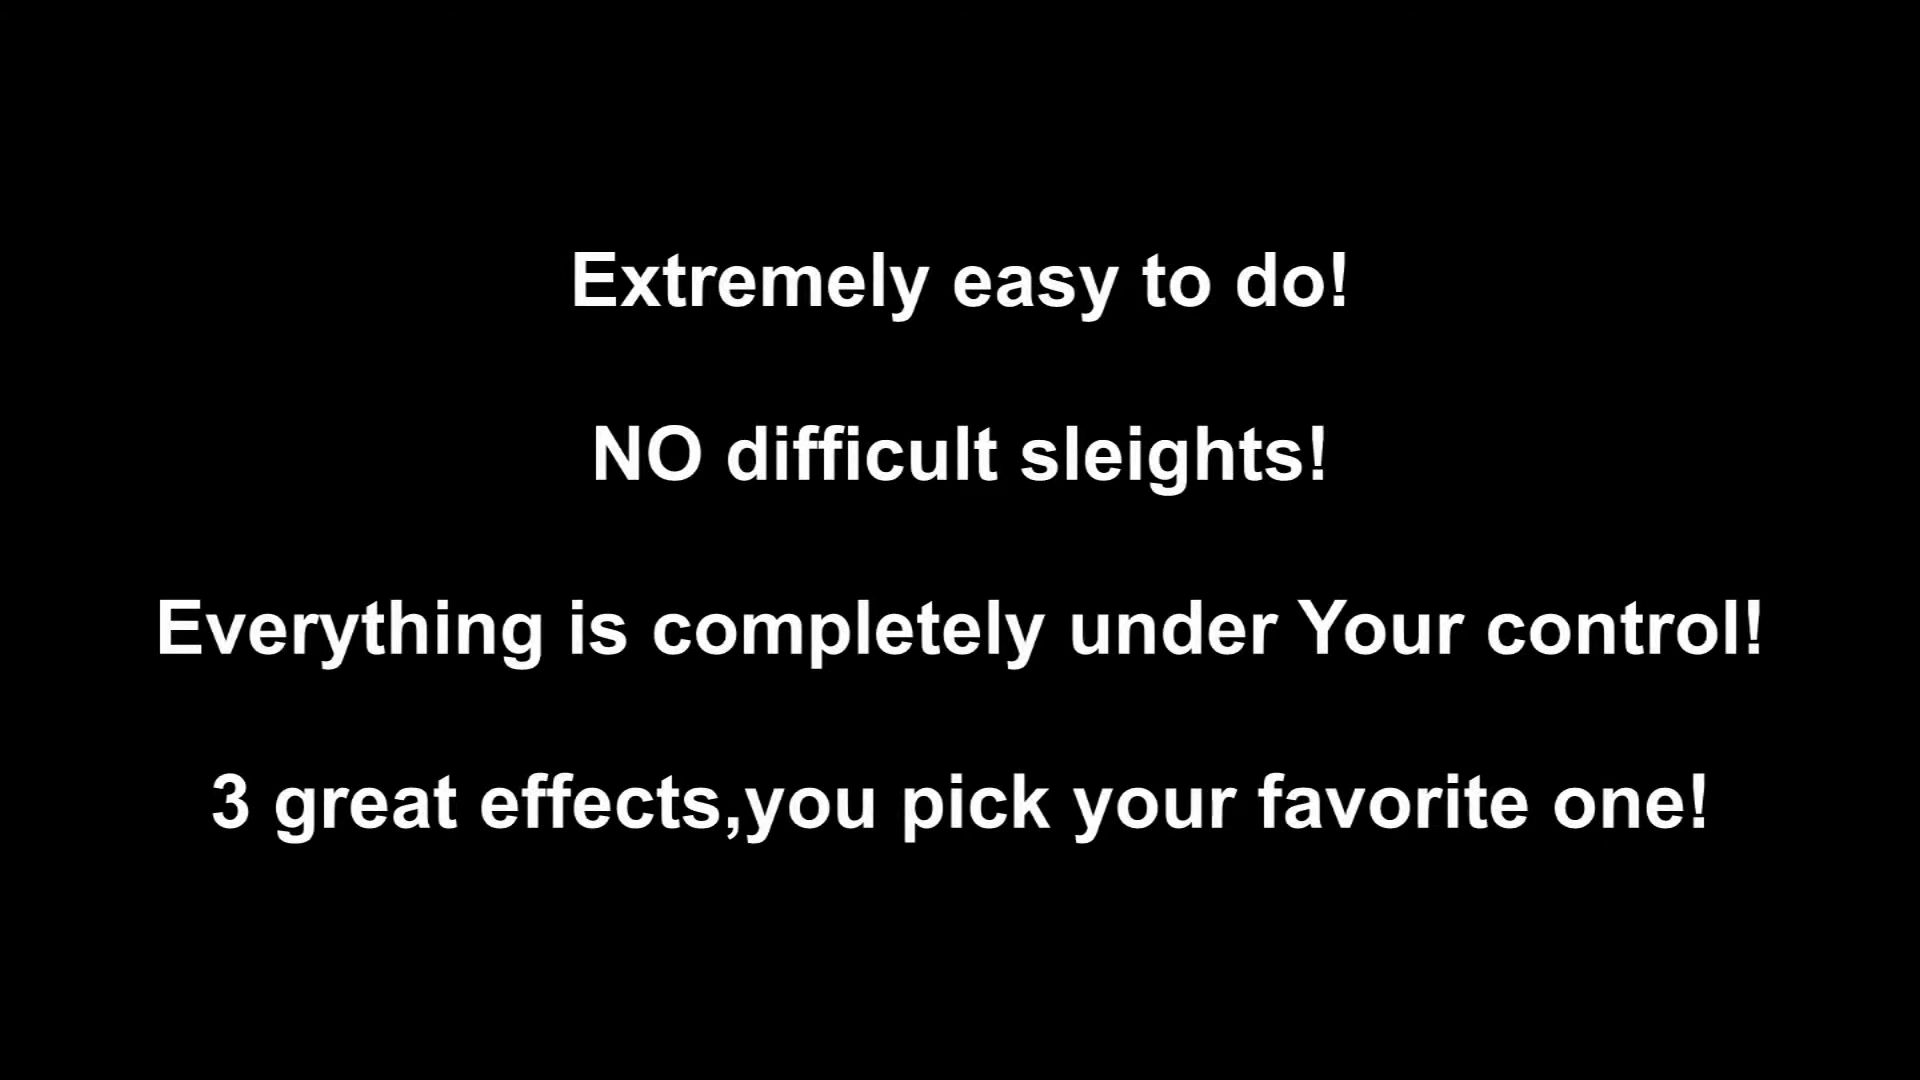 Extremely easy to do!
NO difficult sleights!
Everything is completely under Your control!
3 great effects,you pick your favorite one!